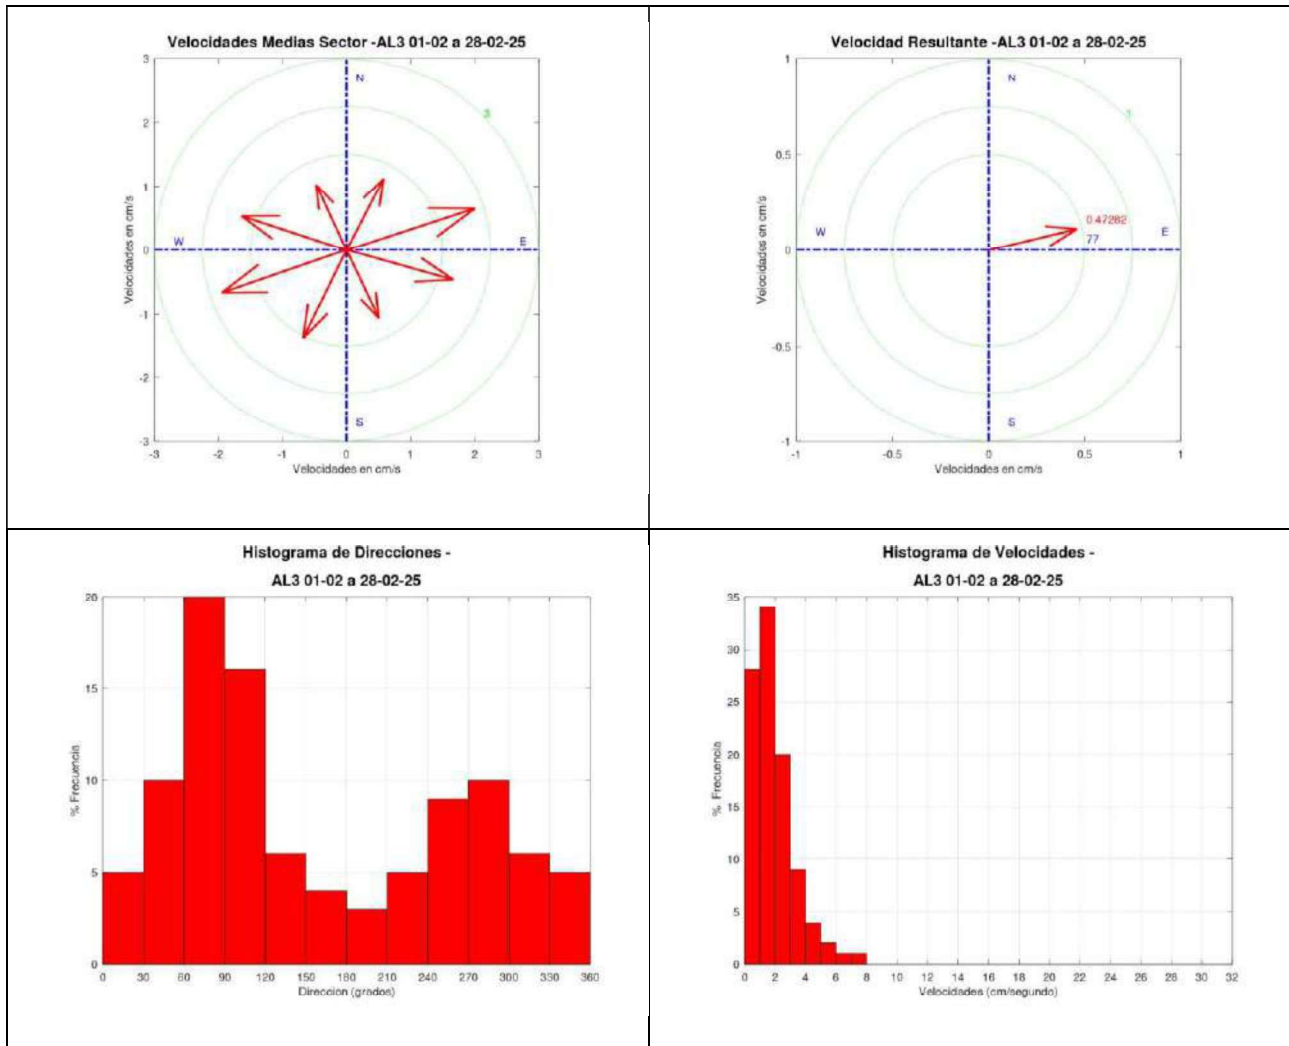 Velocidades Medias Sector -AL3 01-02 a 28-02-25
3
2
1
0
-1
-2
-3
Velocidades en cm/s
N
3
W
E
S
-3
-2
-1
0
1
2
3
Velocidades en cm/s
Velocidad Resultante -AL3 01-02 a 28-02-25
1
0.5
0
-0.5
-1
Velocidades en cm/s
N
1
W
E
0.47282
77
S
-1
-0.5
0
0.5
1
Velocidades en cm/s
Histograma de Direcciones -
AL3 01-02 a 28-02-25
20
15
10
5
0
% Frecuencia
0 30 60 90 120 150 180 210 240 270 300 330 360
Direccion (grados)
Histograma de Velocidades -
AL3 01-02 a 28-02-25
35
30
25
20
15
10
5
0
% Frecuencia
0 2 4 6 8 10 12 14 16 18 20 22 24 26 28 30 32
Velocidades (cm/segundo)